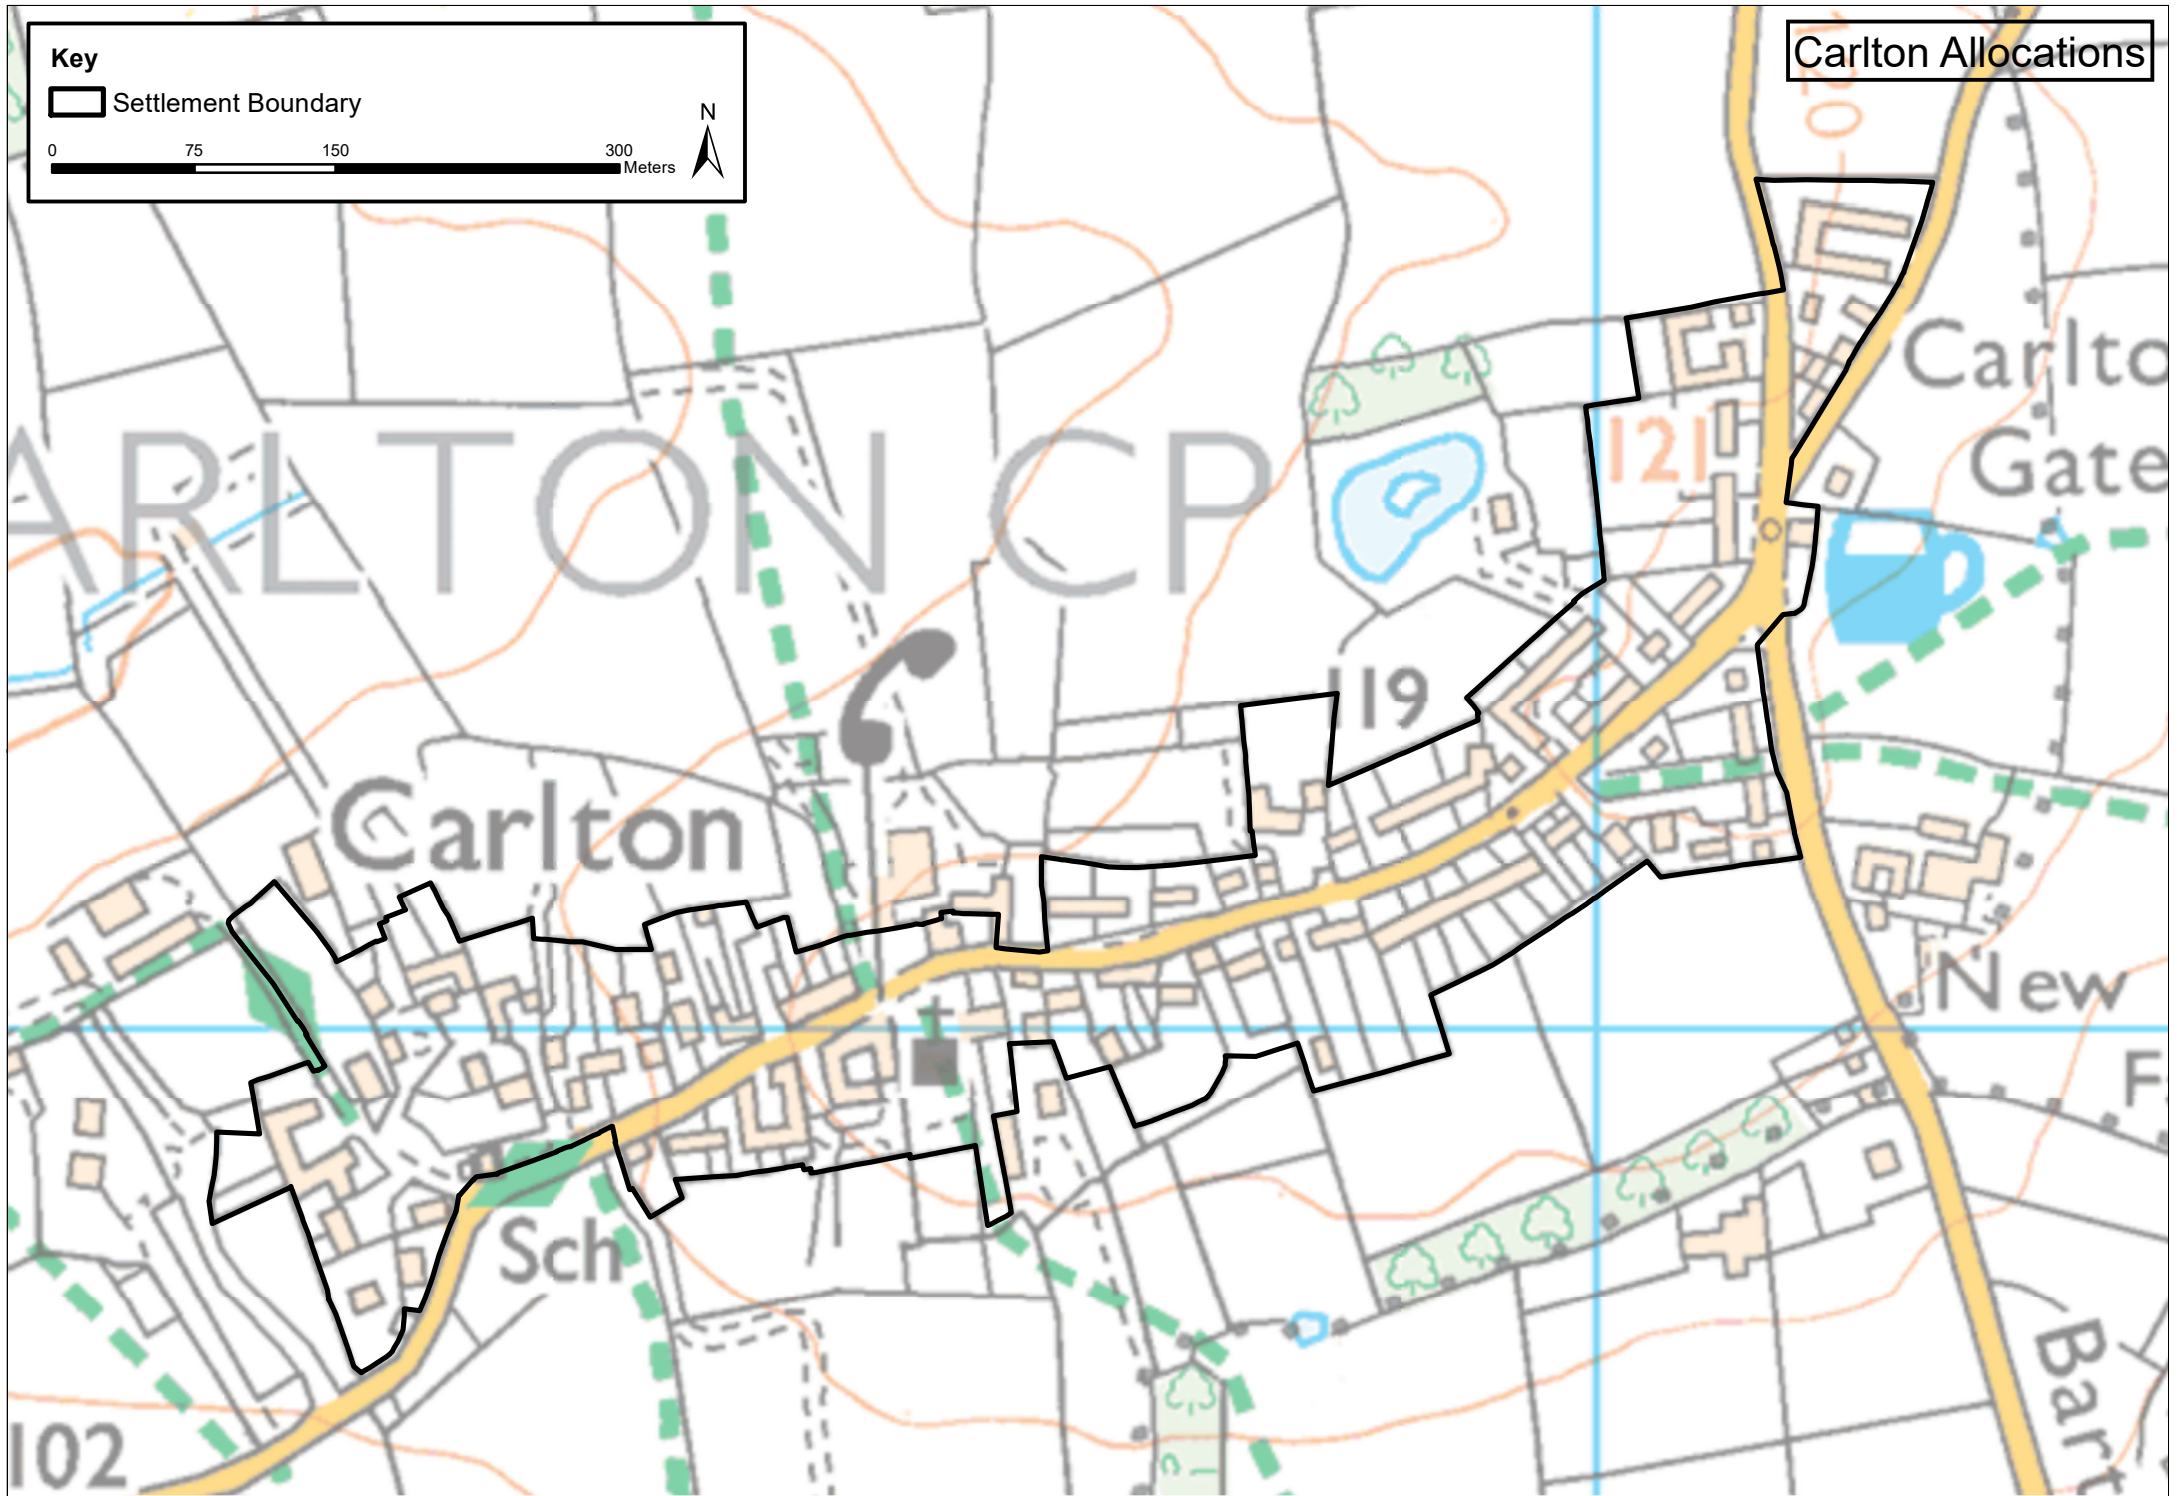 Key
Settlement Boundary
0 75 150 300
Meters
N
Carlton Allocations
120
Carlto
Gate
121
ARLTON CP
119
Carlton
New
F
Sch
Bart
102